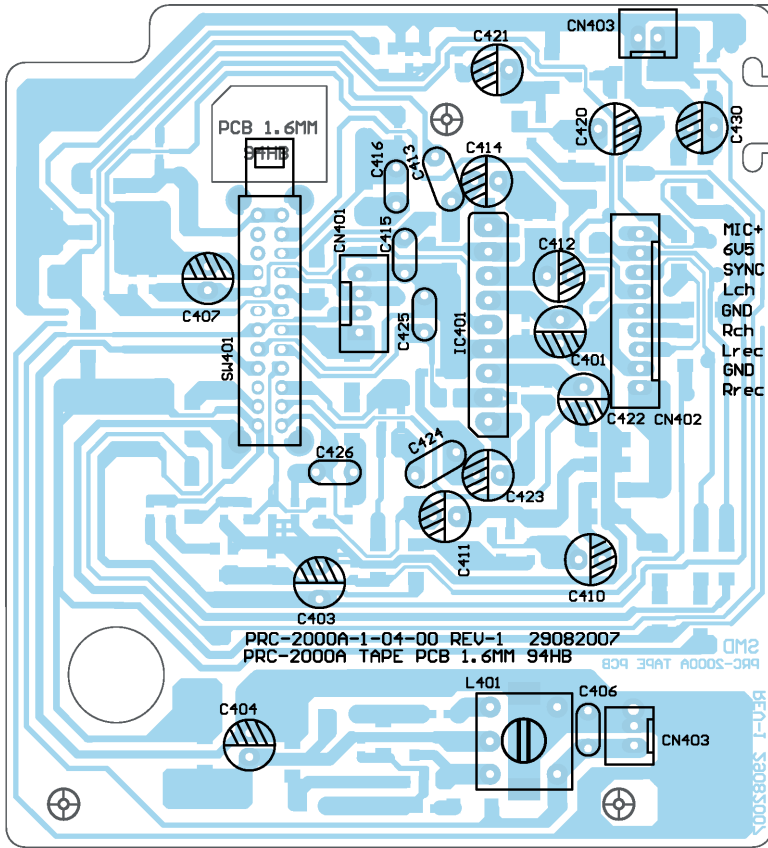 C421
CN403
PCB 1.6MM
94HB
C416
C413
C414
C420
C430
CN401
C415
C412
MIC+
6V5
SYNC
Lch
GND
Rch
Lrec
GND
Rrec
C407
SW401
C425
IC401
C401
C422
CN402
C424
C426
C423
C411
C410
C403
PRC-2000A-1-04-00 REV-1 29082007
PRC-2000A TAPE PCB 1.6MM 94HB
SMD
PRC-2000A TAPE PCB
REV-1 29082007
L401
C406
C404
CN403